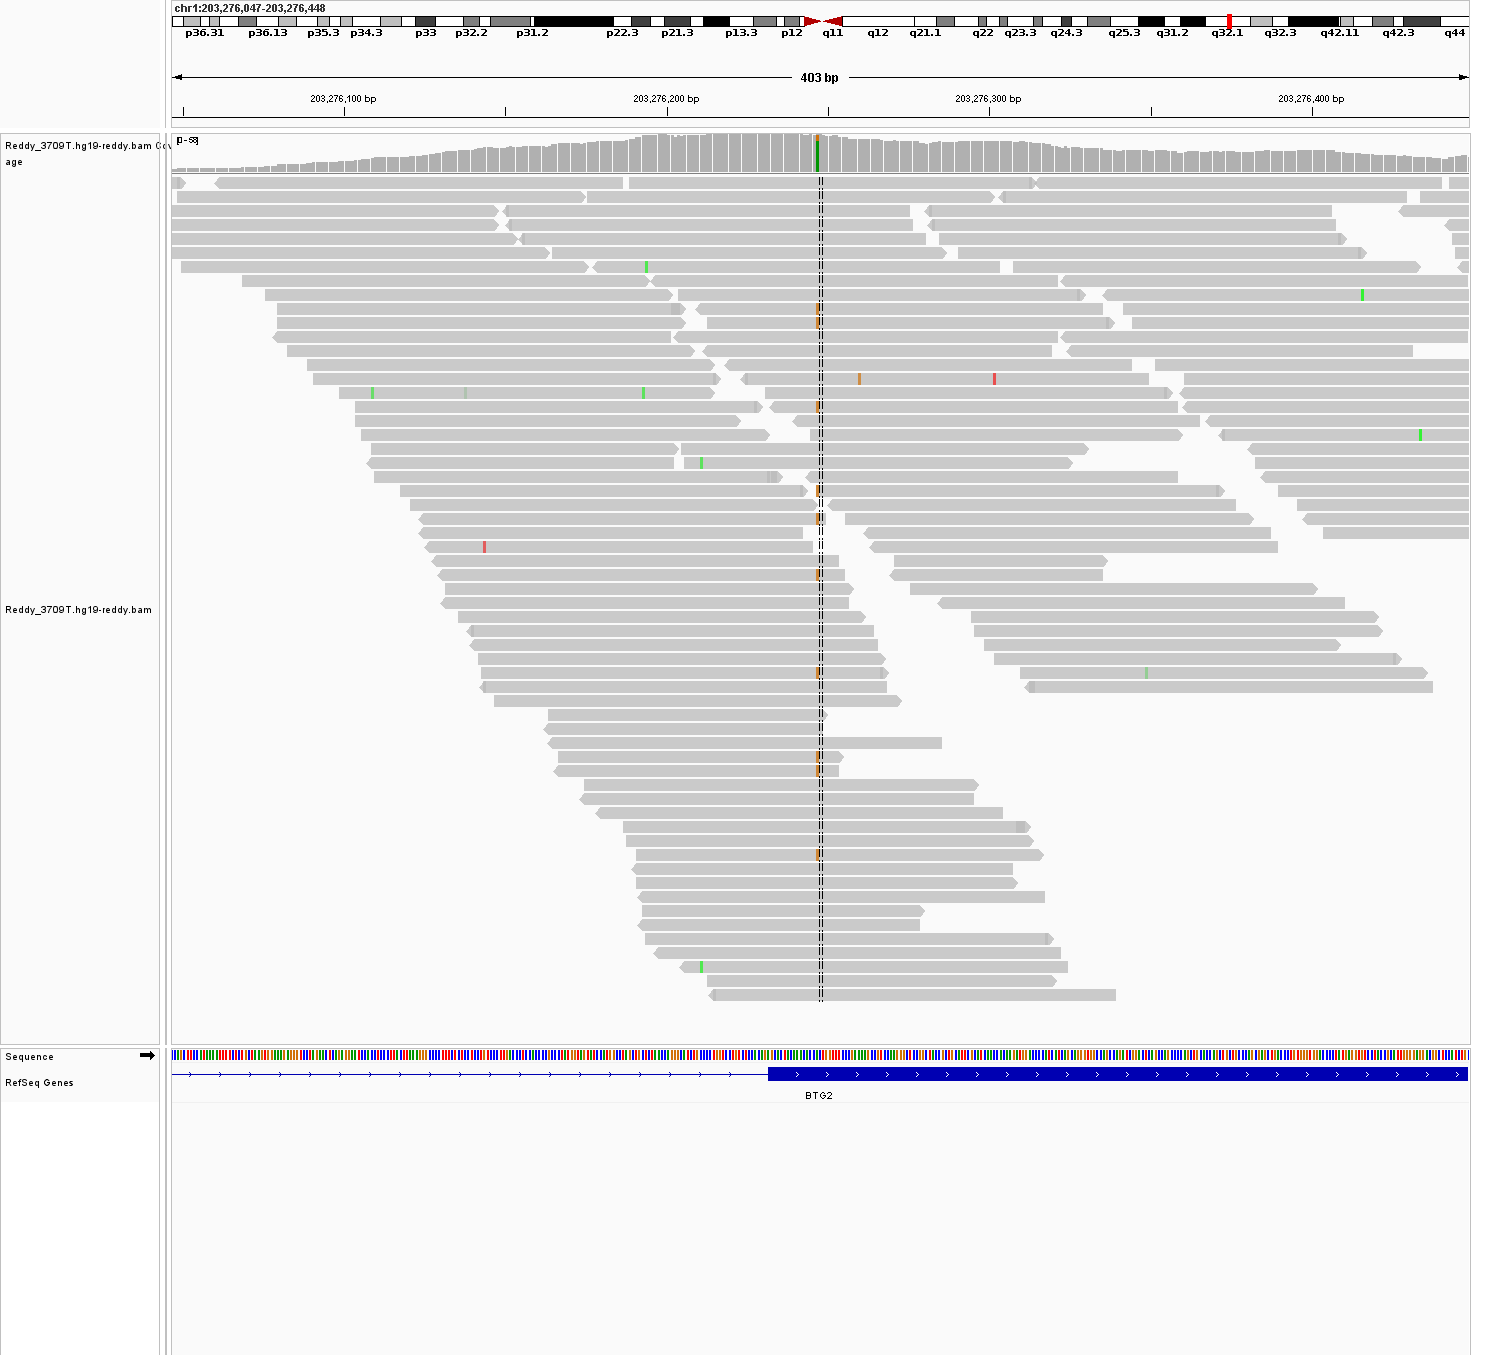 chr1:203,276,047-203,276,448
p36.31 p36.13 p35.3 p34.3 p33 p32.2 p31.2 p22.3 p21.3 p13.3 p12 q11 q12 q21.1 q22 q23.3 q24.3 q25.3 q31.2 q32.1 q32.3 q42.11 q42.3 q44
403 bp
203,276,100 bp 203,276,200 bp 203,276,300 bp 203,276,400 bp
Reddy_3709T.hg19-reddy.bam Cov
age
Reddy_3709T.hg19-reddy.bam
Sequence
RefSeq Genes
BTG2